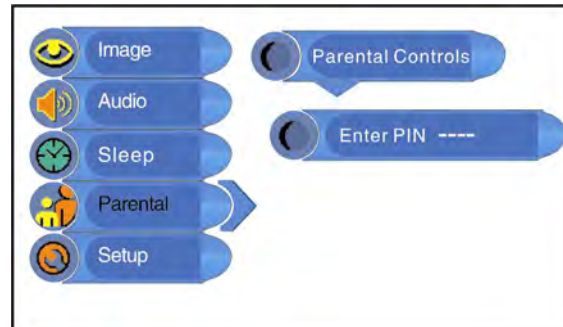 Image
Audio
Sleep
Parental
Setup
Parental Controls
Enter PIN ----